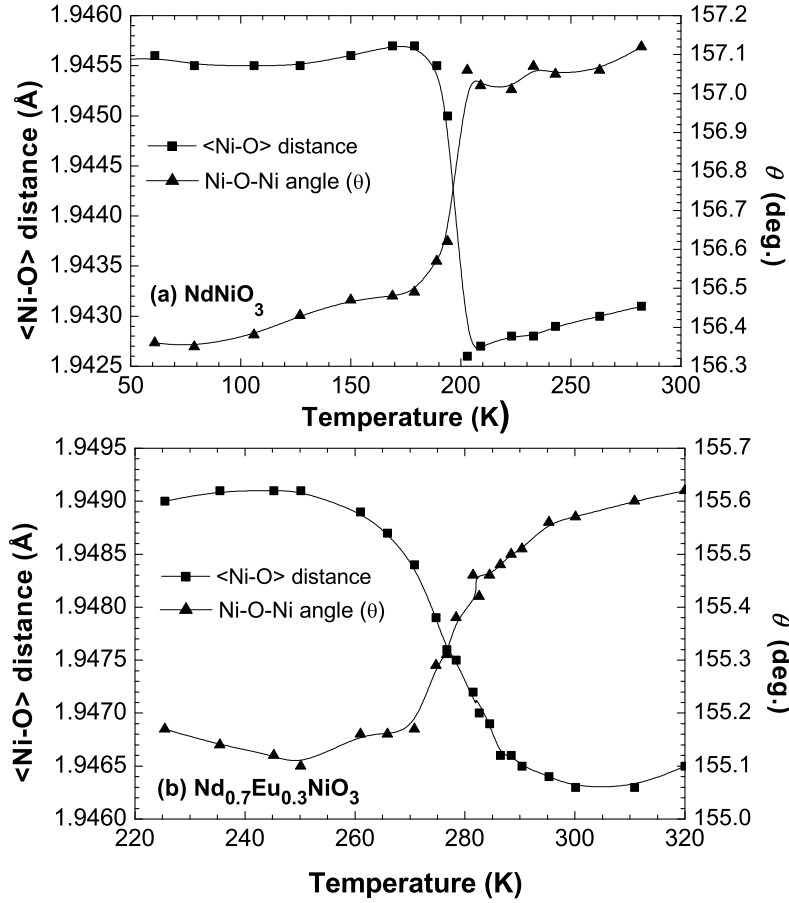 1.9460
1.9455
1.9450
1.9445
1.9440
1.9435
1.9430
1.9425
<Ni-O> distance (Å)
157.2
157.1
157.0
156.9
156.8
156.7
156.6
156.5
156.4
156.3
θ (deg.)
<Ni-O> distance
Ni-O-Ni angle (θ)
(a) NdNiO3
50 100 150 200 250 300
Temperature (K)
1.9495
1.9490
1.9485
1.9480
1.9475
1.9470
1.9465
1.9460
<Ni-O> distance (Å)
155.7
155.6
155.5
155.4
155.3
155.2
155.1
155.0
θ (deg.)
<Ni-O> distance
Ni-O-Ni angle (θ)
(b) Nd0.7Eu0.3NiO3
220 240 260 280 300 320
Temperature (K)